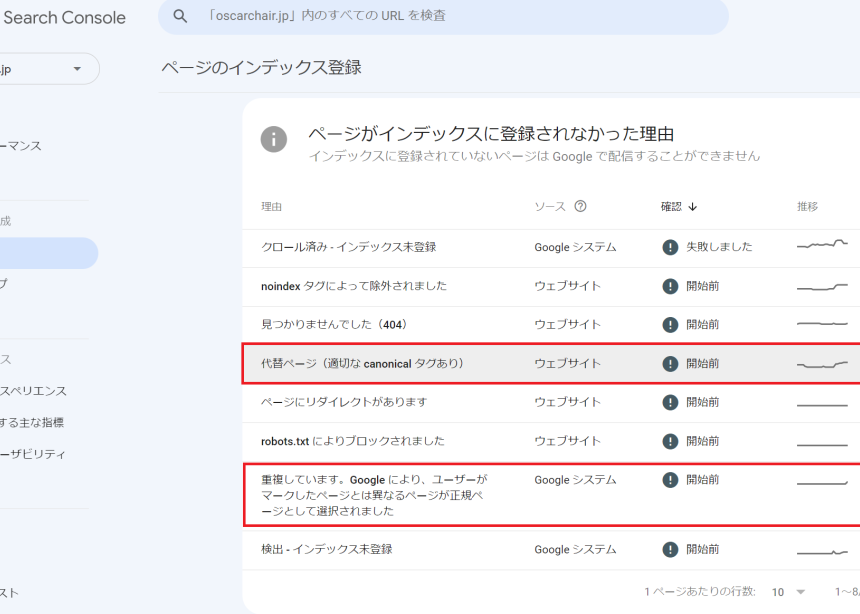 Search Console
「oscarchair.jp」内のすべての URL を検査
.jp
ページのインデックス登録
ーマンス
成
プ
ス
スペリエンス
する主な指標
ーザビリティ
スト
ページがインデックスに登録されなかった理由
インデックスに登録されていないページは Google で配信することができません
理由 ソース 確認 推移
クロール済み - インデックス未登録 Google システム 失敗しました
noindex タグによって除外されました ウェブサイト 開始前
見つかりませんでした（404） ウェブサイト 開始前
代替ページ（適切な canonical タグあり） ウェブサイト 開始前
ページにリダイレクトがあります ウェブサイト 開始前
robots.txt によりブロックされました ウェブサイト 開始前
重複しています。Google により、ユーザーが Google システム 開始前
マークしたページとは異なるページが正規ペ
ージとして選択されました
検出 - インデックス未登録 Google システム 開始前
1 ページあたりの行数: 10 1～8/